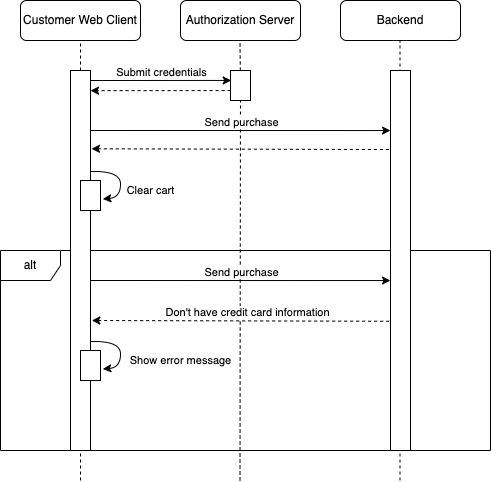 Customer Web Client
Authorization Server
Backend
Submit credentials
Send purchase
Clear cart
alt
Send purchase
Don't have credit card information
Show error message